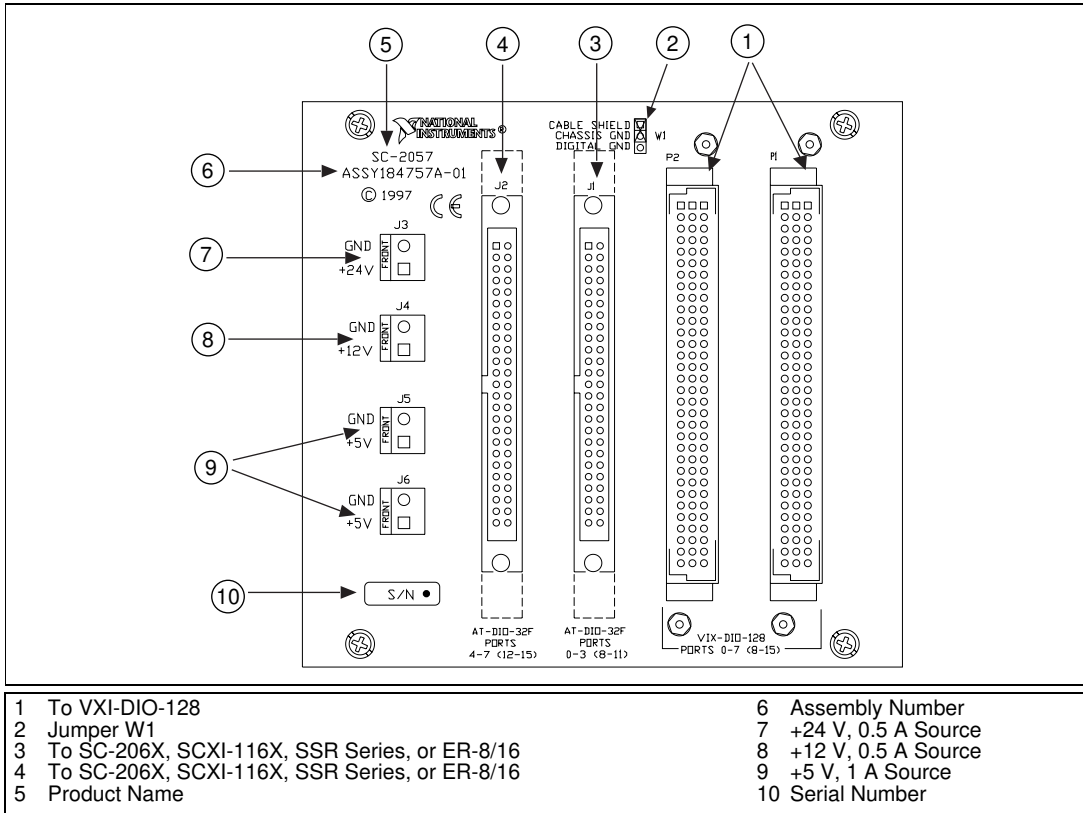 5
4
3
2
1
NATIONAL
INSTRUMENTS ®
SC-2057
ASSY184757A-01
© 1997
CE
6
CABLE SHIELD
CHASSIS GND
DIGITAL GND
W1
P2
P1
J2
J1
J3
GND
+24V
FRONT
7
J4
GND
+12V
FRONT
8
J5
GND
+5V
FRONT
9
J6
GND
+5V
FRONT
10
S/N
AT-DIO-32F
PORTS
4-7 (12-15)
AT-DIO-32F
PORTS
0-3 (8-11)
VIX-DIO-128
PORTS 0-7 (8-15)
1 To VXI-DIO-128
2 Jumper W1
3 To SC-206X, SCXI-116X, SSR Series, or ER-8/16
4 To SC-206X, SCXI-116X, SSR Series, or ER-8/16
5 Product Name
6 Assembly Number
7 +24 V, 0.5 A Source
8 +12 V, 0.5 A Source
9 +5 V, 1 A Source
10 Serial Number